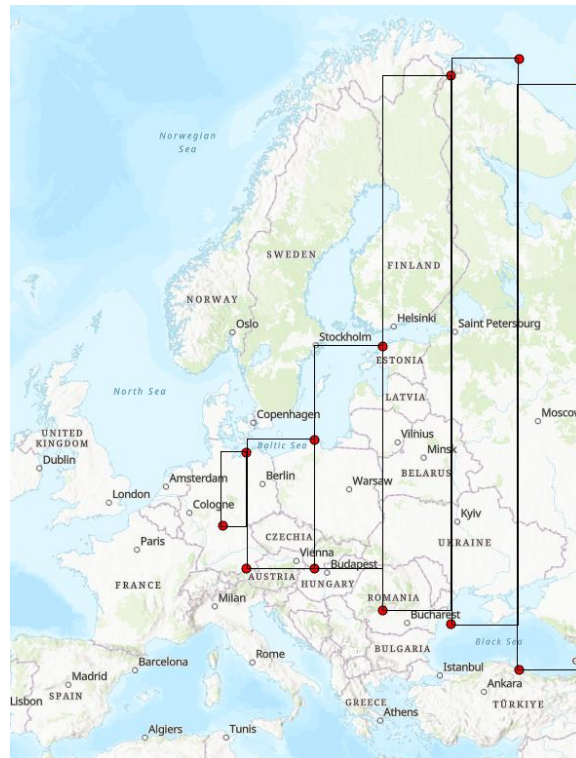 Norwegian
Sea
SWEDEN
FINLAND
NORWAY
Helsinki
Oslo
Saint Petersburg
Stockholm
ESTONIA
North Sea
LATVIA
Copenhagen
Moscow
UNITED
KINGDOM
Baltic Sea
Vilnius
Dublin
Minsk
BELARUS
Amsterdam
Berlin
Warsaw
London
Cologne
Kyiv
Paris
CZECHIA
UKRAINE
Vienna
Budapest
FRANCE
AUSTRIA
HUNGARY
Milan
ROMANIA
Bucharest
Black Sea
BULGARIA
Barcelona
Rome
Istanbul
Madrid
Ankara
Lisbon
SPAIN
GREECE
TÜRKIYE
Athens
Algiers
Tunis